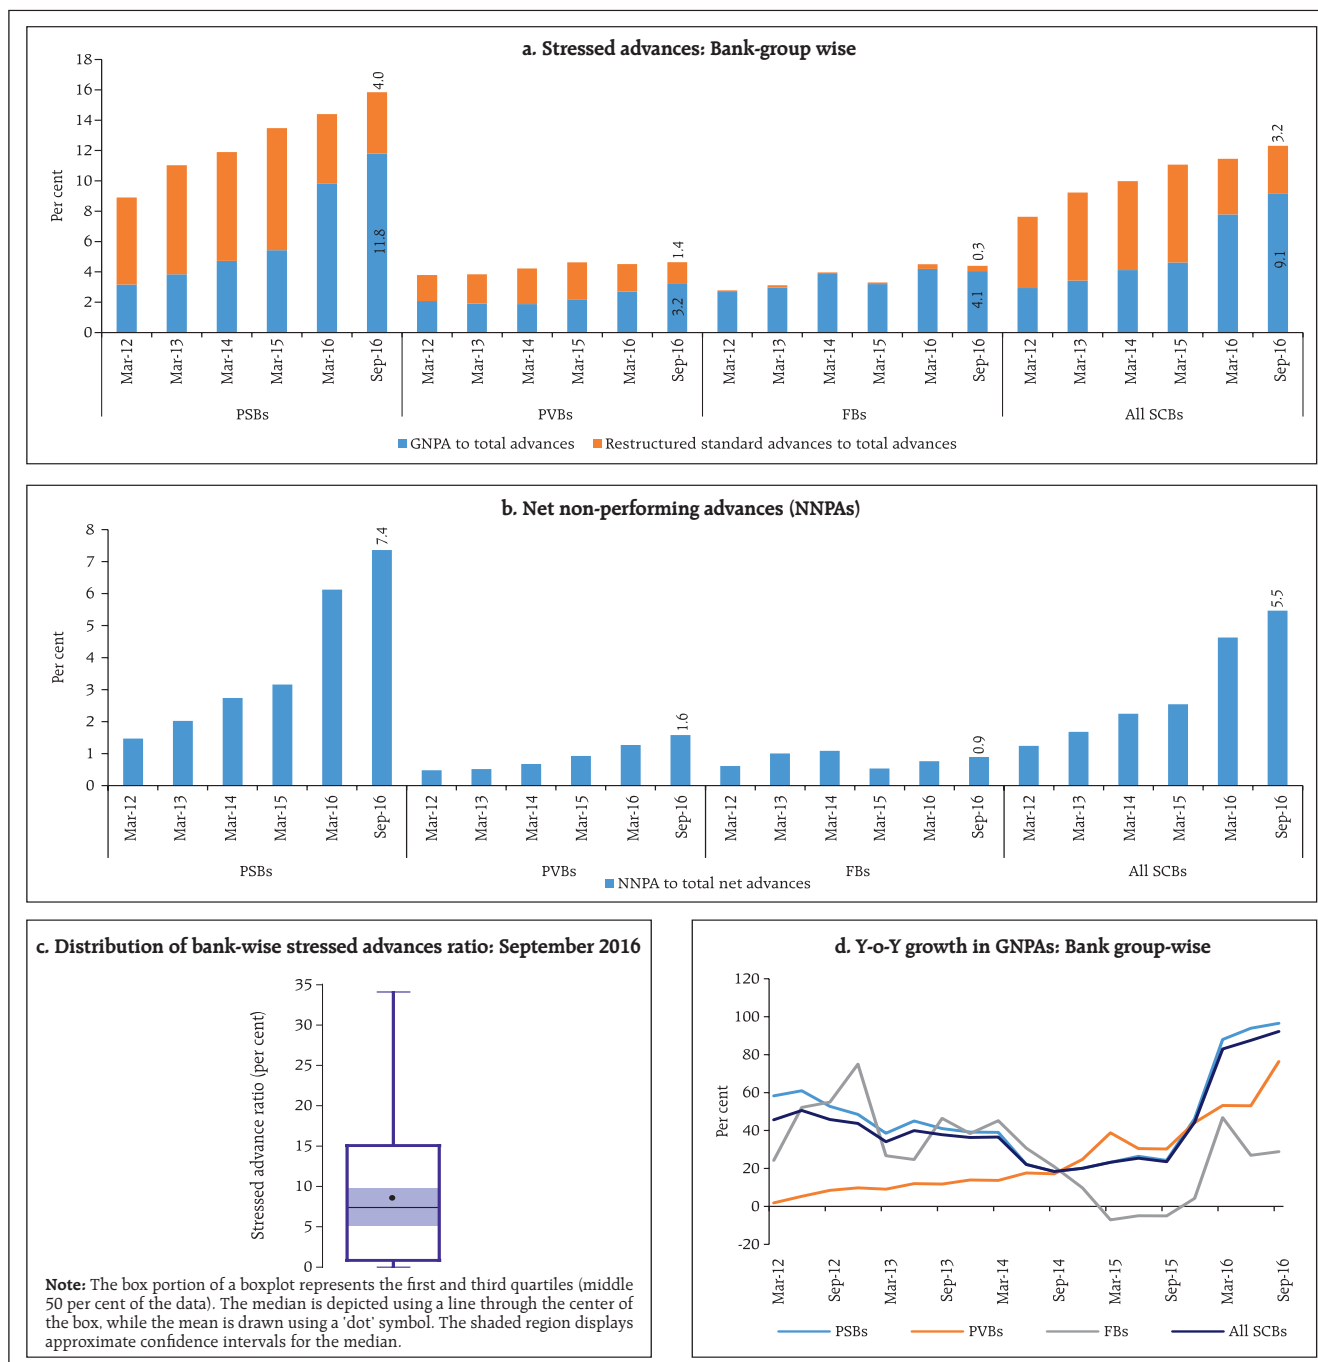 a. Stressed advances: Bank-group wise
Per cent
18
16
14
12
10
8
6
4
2
0
4.0
11.8
1.4
3.2
0.3
4.1
3.2
9.1
Mar-12 Mar-13 Mar-14 Mar-15 Mar-16 Sep-16 Mar-12 Mar-13 Mar-14 Mar-15 Mar-16 Sep-16 Mar-12 Mar-13 Mar-14 Mar-15 Mar-16 Sep-16 Mar-12 Mar-13 Mar-14 Mar-15 Mar-16 Sep-16
PSBs PVBs FBs All SCBs
GNPA to total advances Restructured standard advances to total advances
b. Net non-performing advances (NNPAs)
Per cent
8
7
6
5
4
3
2
1
0
7.4
1.6
0.9
5.5
Mar-12 Mar-13 Mar-14 Mar-15 Mar-16 Sep-16 Mar-12 Mar-13 Mar-14 Mar-15 Mar-16 Sep-16 Mar-12 Mar-13 Mar-14 Mar-15 Mar-16 Sep-16 Mar-12 Mar-13 Mar-14 Mar-15 Mar-16 Sep-16
PSBs PVBs FBs All SCBs
NNPA to total net advances
c. Distribution of bank-wise stressed advances ratio: September 2016
Stressed advance ratio (per cent)
35
30
25
20
15
10
5
0
Note: The box portion of a boxplot represents the first and third quartiles (middle
50 per cent of the data). The median is depicted using a line through the center of
the box, while the mean is drawn using a 'dot' symbol. The shaded region displays
approximate confidence intervals for the median.
d. Y-o-Y growth in GNPAs: Bank group-wise
Per cent
120
100
80
60
40
20
0
-20
Mar-12 Sep-12 Mar-13 Sep-13 Mar-14 Sep-14 Mar-15 Sep-15 Mar-16 Sep-16
PSBs PVBs FBs All SCBs